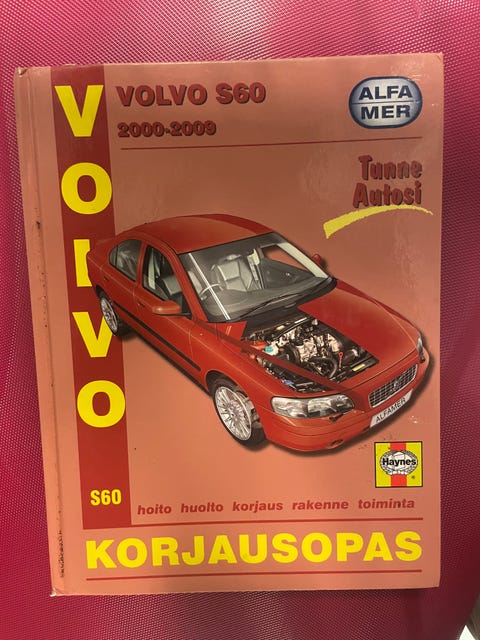 VOLVO
VOLVO S60
2000-2009
ALFA
MER
Tunne
Autosi
ALFAMER
Haynes
S60
hoito huolto korjaus rakenne toiminta
KORJAUSOPAS